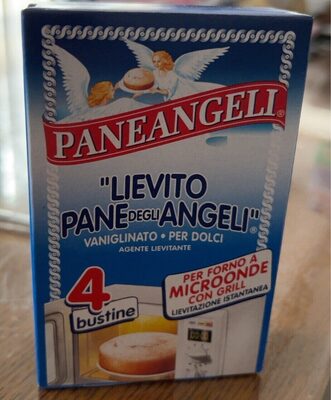 PANEANGELI®
"LIEVITO
PANE DEGLI ANGELI"®
VANIGLINATO • PER DOLCI
AGENTE LIEVITANTE
4
bustine
PER FORNO A
MICROONDE
CON GRILL
LIEVITAZIONE ISTANTANEA